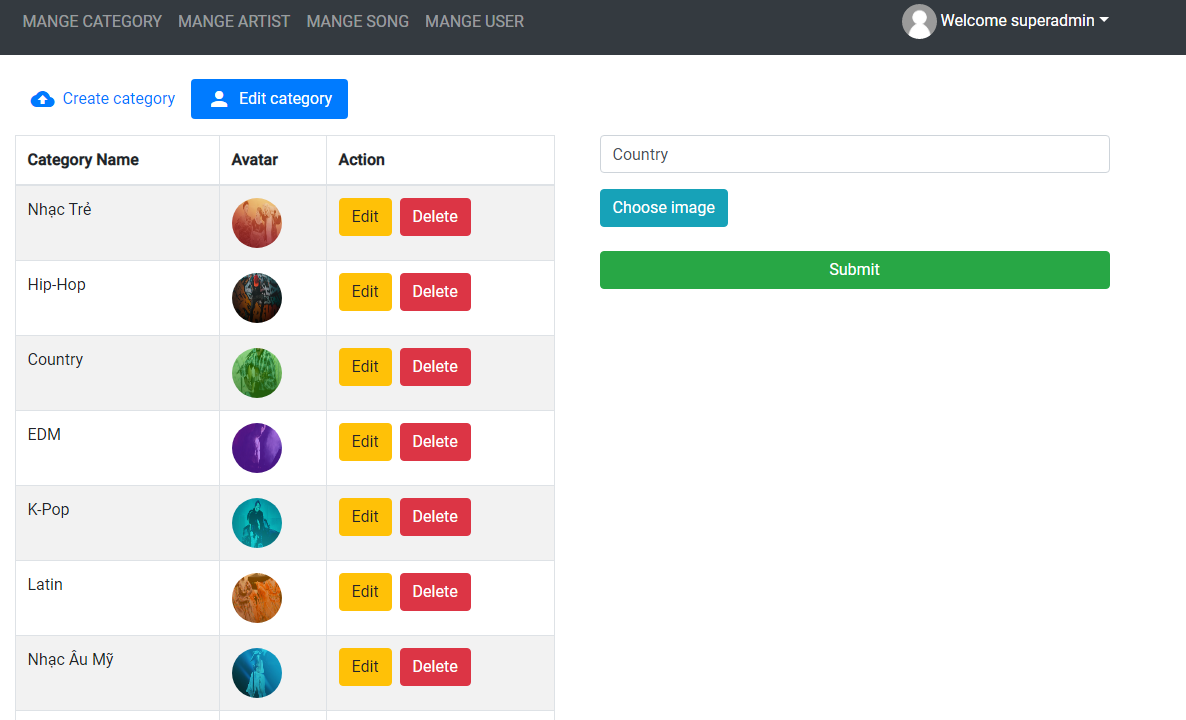 MANGE CATEGORY MANGE ARTIST MANGE SONG MANGE USER Welcome superadmin
Create category Edit category
Category Name Avatar Action
Nhạc Trẻ Edit Delete
Hip-Hop Edit Delete
Country Edit Delete
EDM Edit Delete
K-Pop Edit Delete
Latin Edit Delete
Nhạc Âu Mỹ Edit Delete
Country
Choose image
Submit